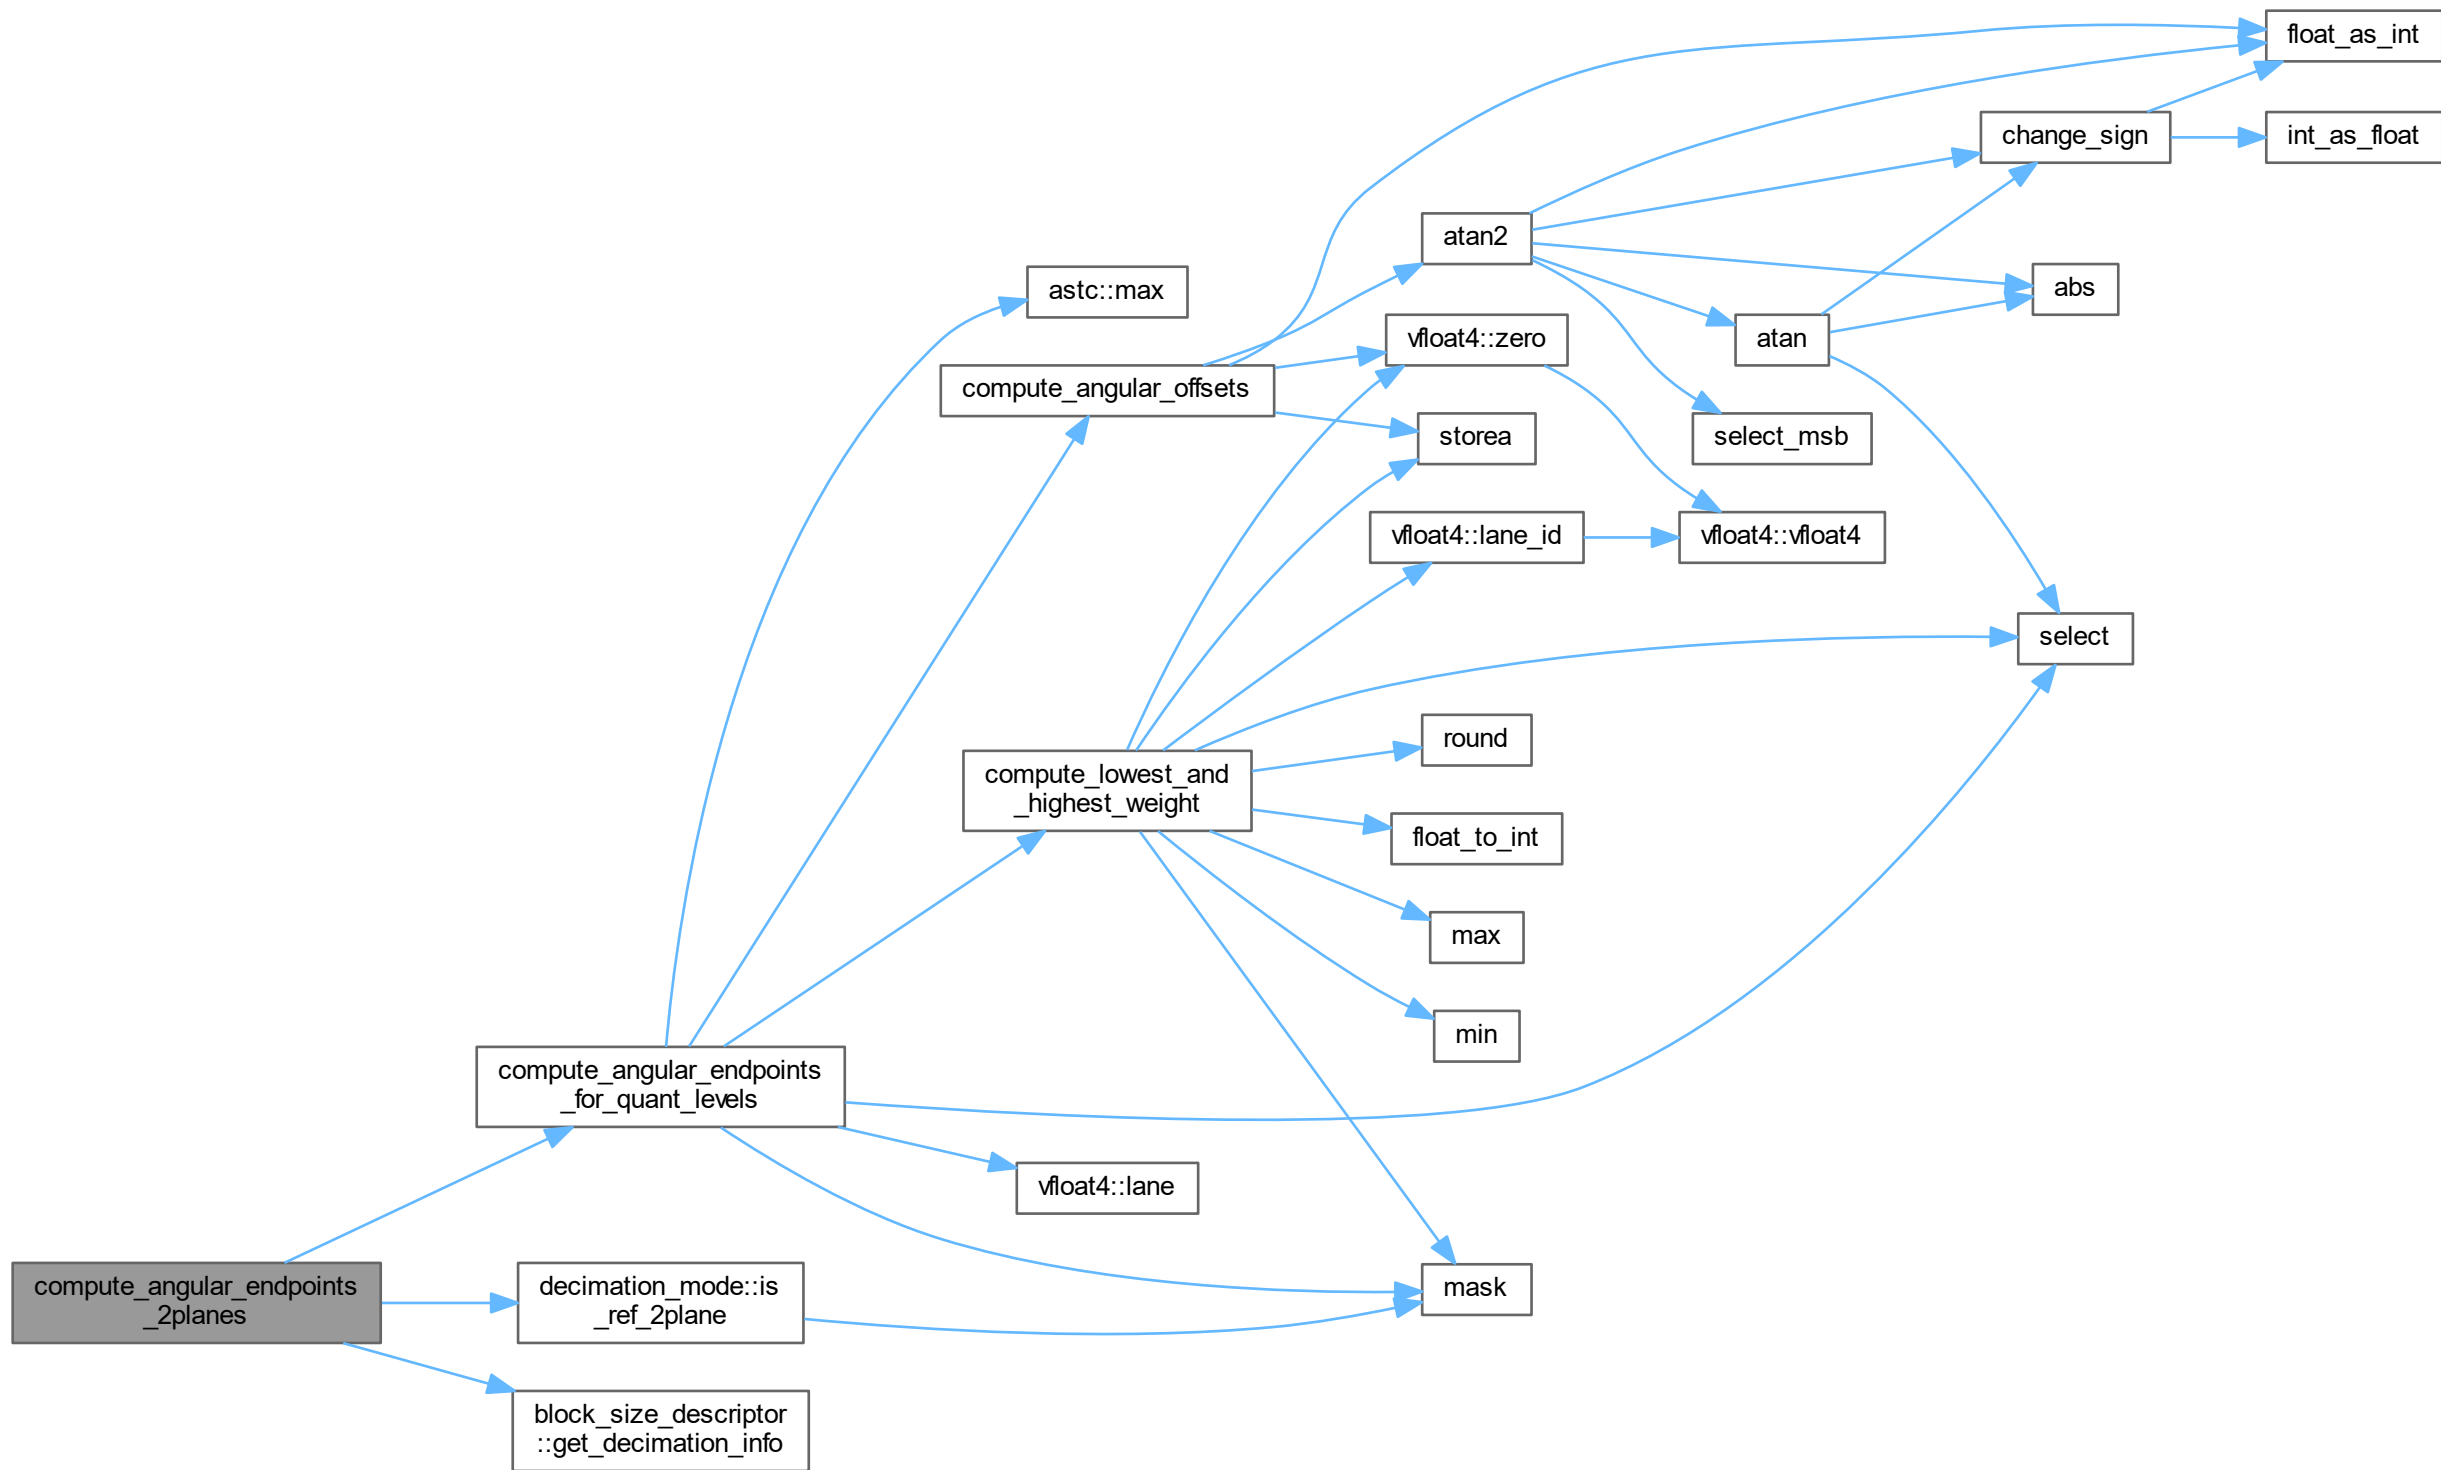 float_as_int
change_sign
int_as_float
atan2
astc::max
abs
vfloat4::zero
atan
compute_angular_offsets
storea
select_msb
vfloat4::lane_id
vfloat4::vfloat4
select
round
compute_lowest_and
_highest_weight
float_to_int
max
min
compute_angular_endpoints
_for_quant_levels
vfloat4::lane
compute_angular_endpoints
_2planes
decimation_mode::is
_ref_2plane
mask
block_size_descriptor
::get_decimation_info